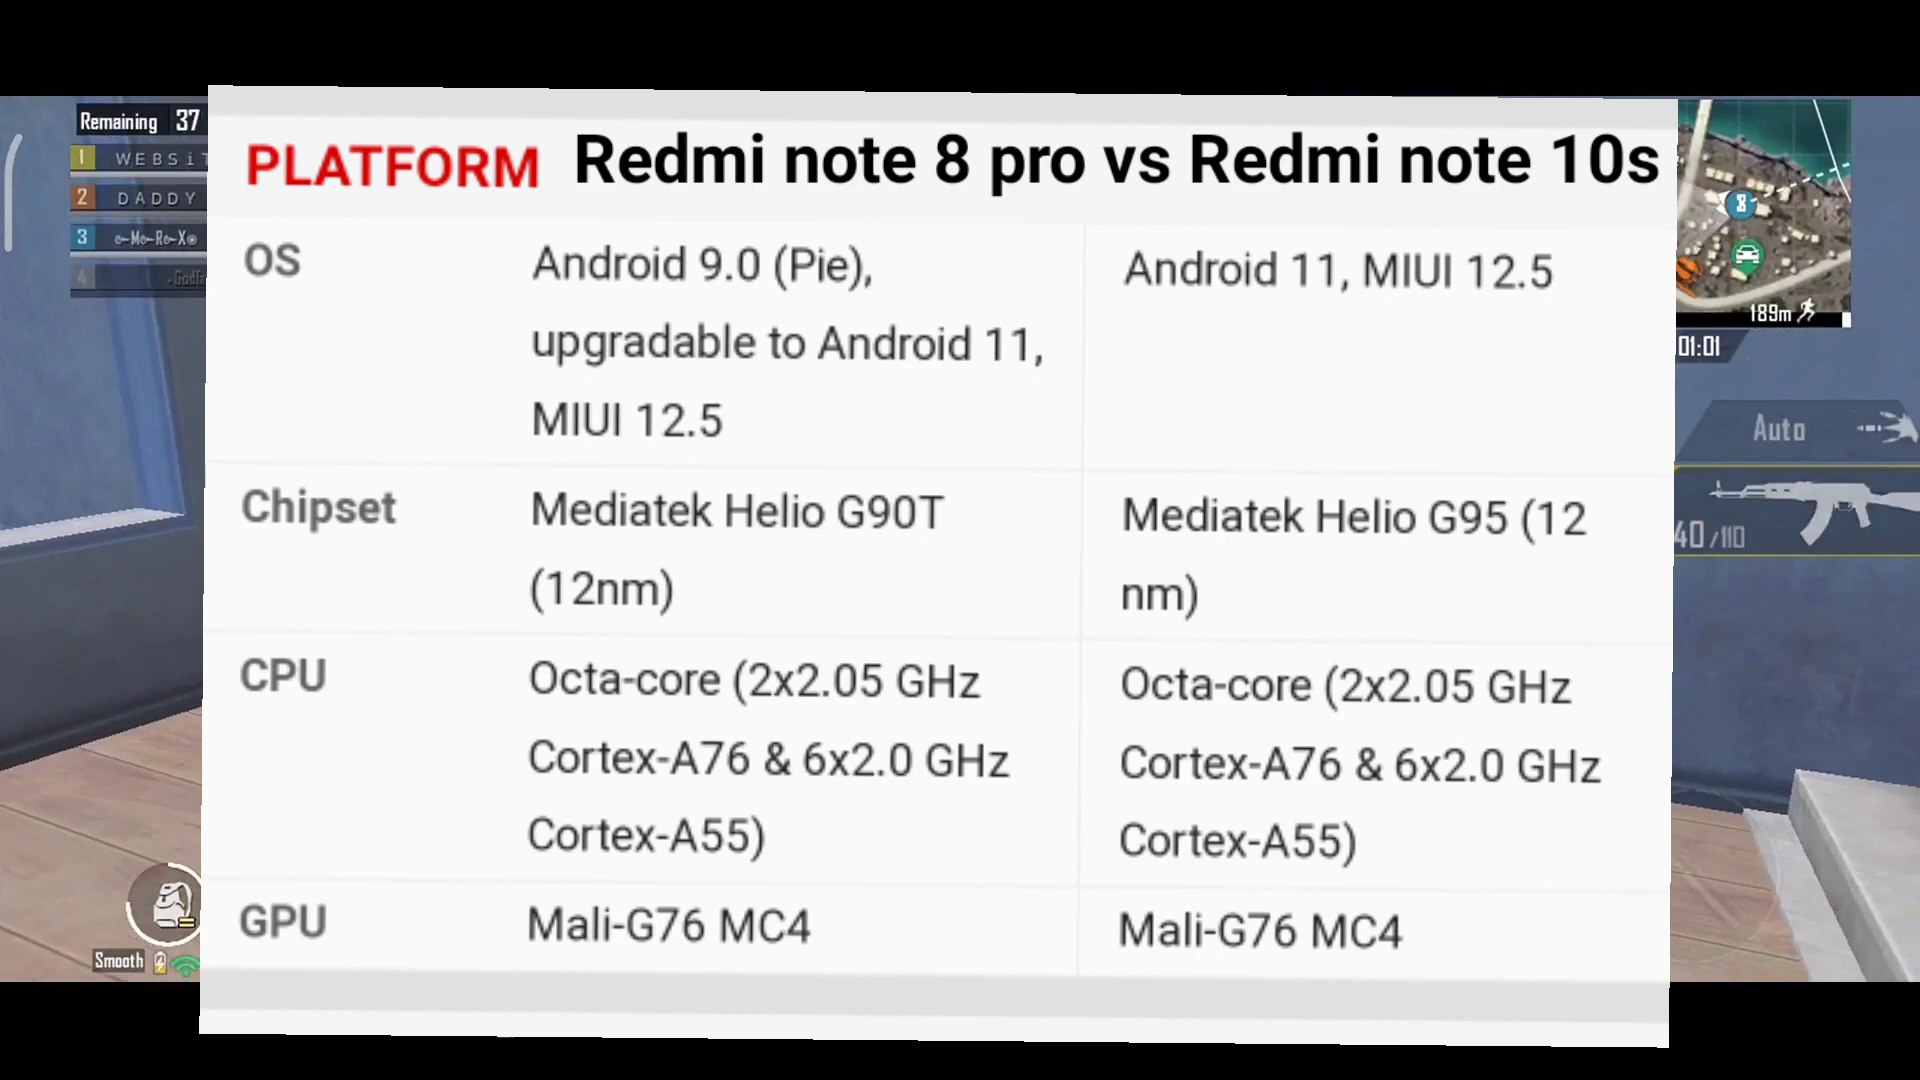 Remaining 37
1 WEBSiT
2 DADDY
3
4
PLATFORM Redmi note 8 pro vs Redmi note 10s
OS
Android 9.0 (Pie),
upgradable to Android 11,
MIUI 12.5
Android 11, MIUI 12.5
Chipset
Mediatek Helio G90T
(12nm)
Mediatek Helio G95 (12
nm)
CPU
Octa-core (2x2.05 GHz
Cortex-A76 & 6x2.0 GHz
Cortex-A55)
Octa-core (2x2.05 GHz
Cortex-A76 & 6x2.0 GHz
Cortex-A55)
GPU
Mali-G76 MC4
Mali-G76 MC4
189m
01:01
Auto
40/110
Smooth